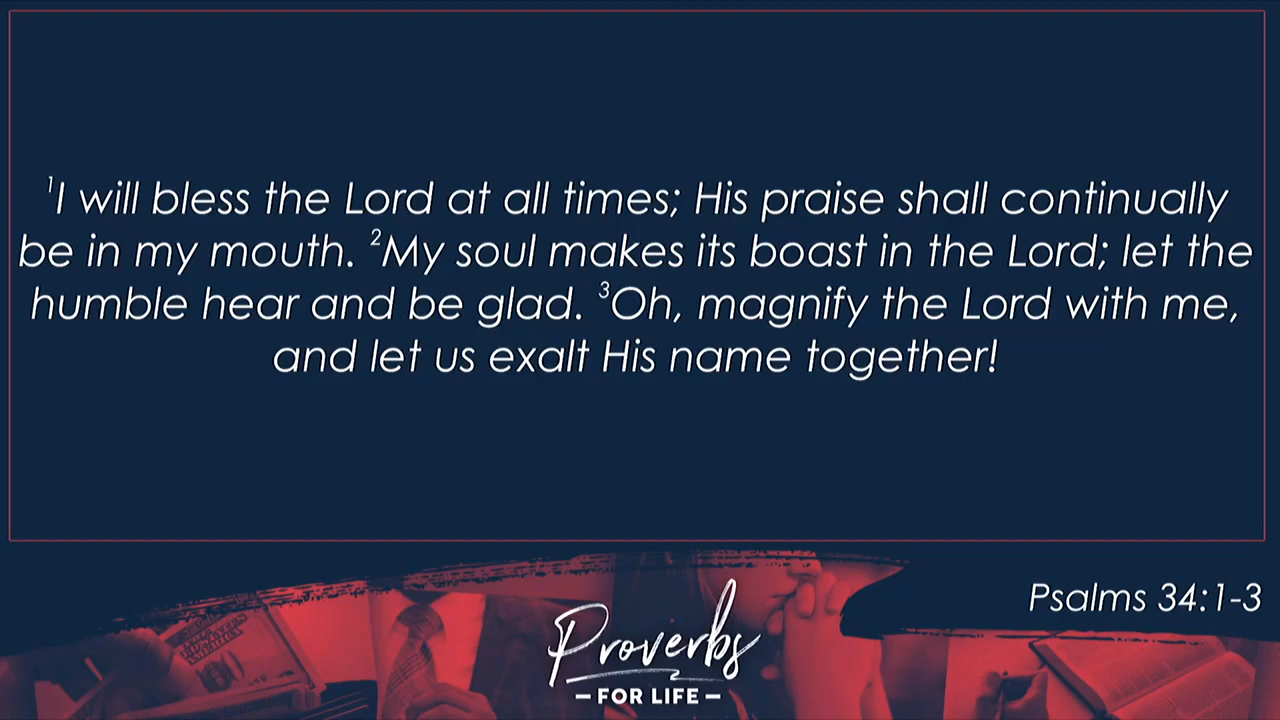 ¹I will bless the Lord at all times; His praise shall continually
be in my mouth. ²My soul makes its boast in the Lord; let the
humble hear and be glad. ³Oh, magnify the Lord with me,
and let us exalt His name together!
Psalms 34:1-3
Proverbs
– FOR LIFE –